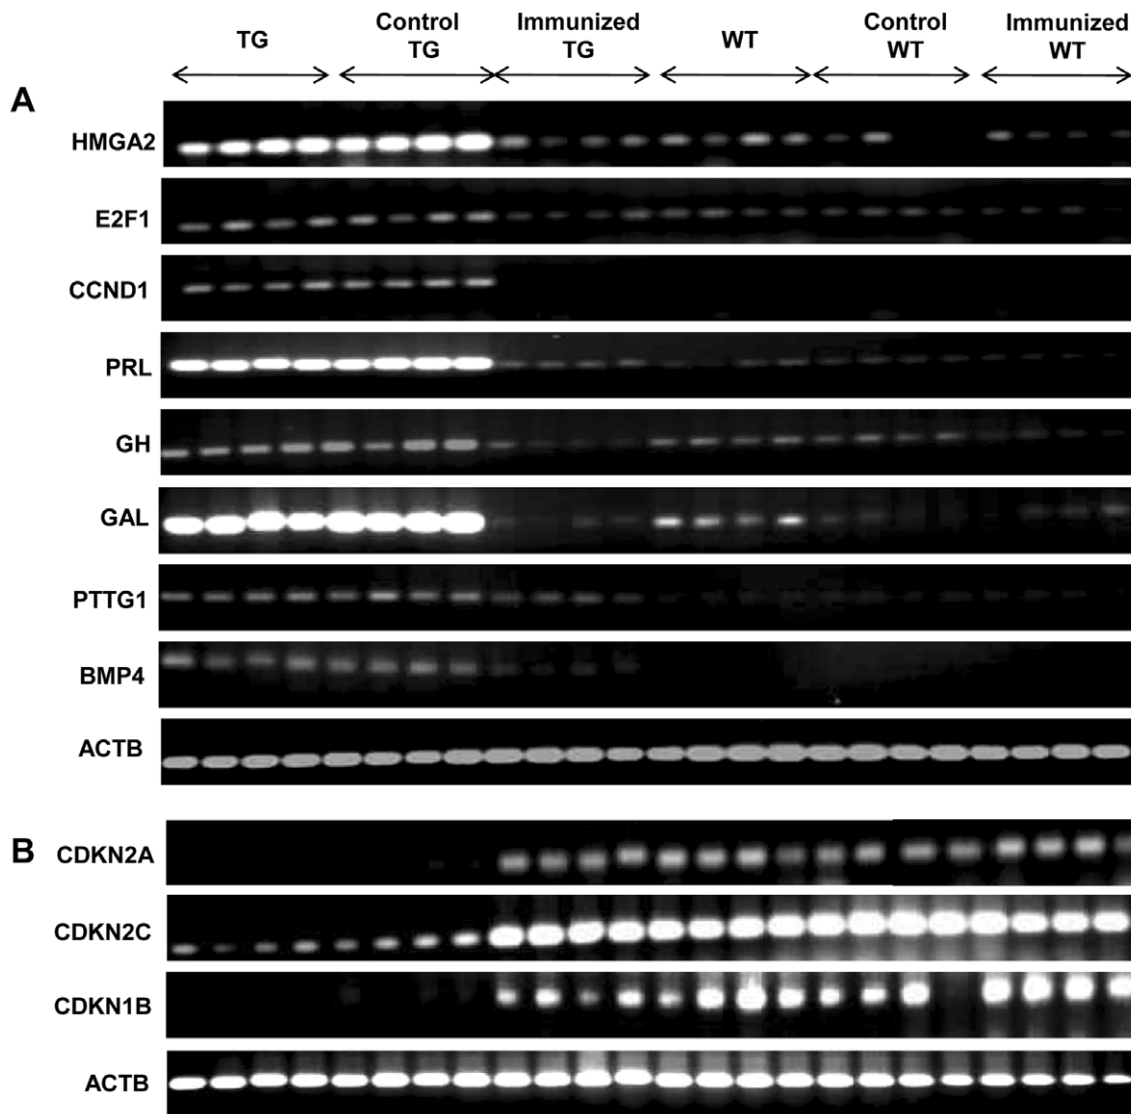 TG
Control
TG
Immunized
TG
WT
Control
WT
Immunized
WT
A
HMGA2
E2F1
CCND1
PRL
GH
GAL
PTTG1
BMP4
ACTB
B
CDKN2A
CDKN2C
CDKN1B
ACTB